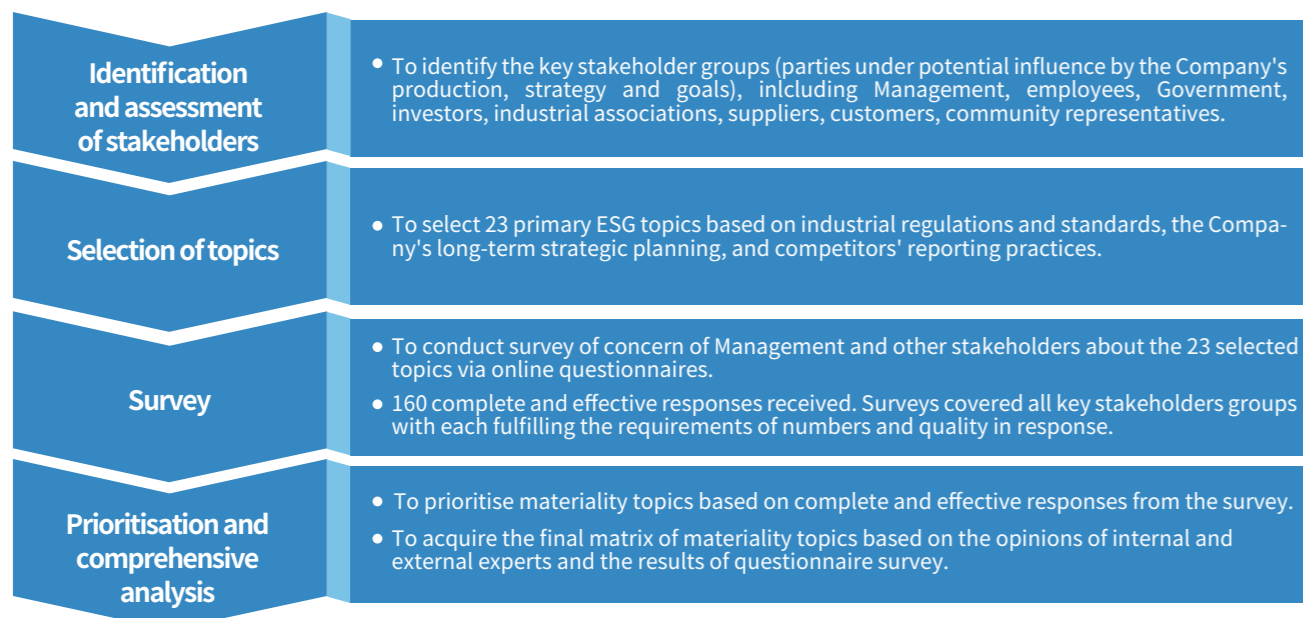 Identification
and assessment
of stakeholders
• To identify the key stakeholder groups (parties under potential influence by the Company's
production, strategy and goals), inlcluding Management, employees, Government,
investors, industrial associations, suppliers, customers, community representatives.
Selection of topics
• To select 23 primary ESG topics based on industrial regulations and standards, the Compa-
ny's long-term strategic planning, and competitors' reporting practices.
Survey
• To conduct survey of concern of Management and other stakeholders about the 23 selected
topics via online questionnaires.
• 160 complete and effective responses received. Surveys covered all key stakeholders groups
with each fulfilling the requirements of numbers and quality in response.
Prioritisation and
comprehensive
analysis
• To prioritise materiality topics based on complete and effective responses from the survey.
• To acquire the final matrix of materiality topics based on the opinions of internal and
external experts and the results of questionnaire survey.